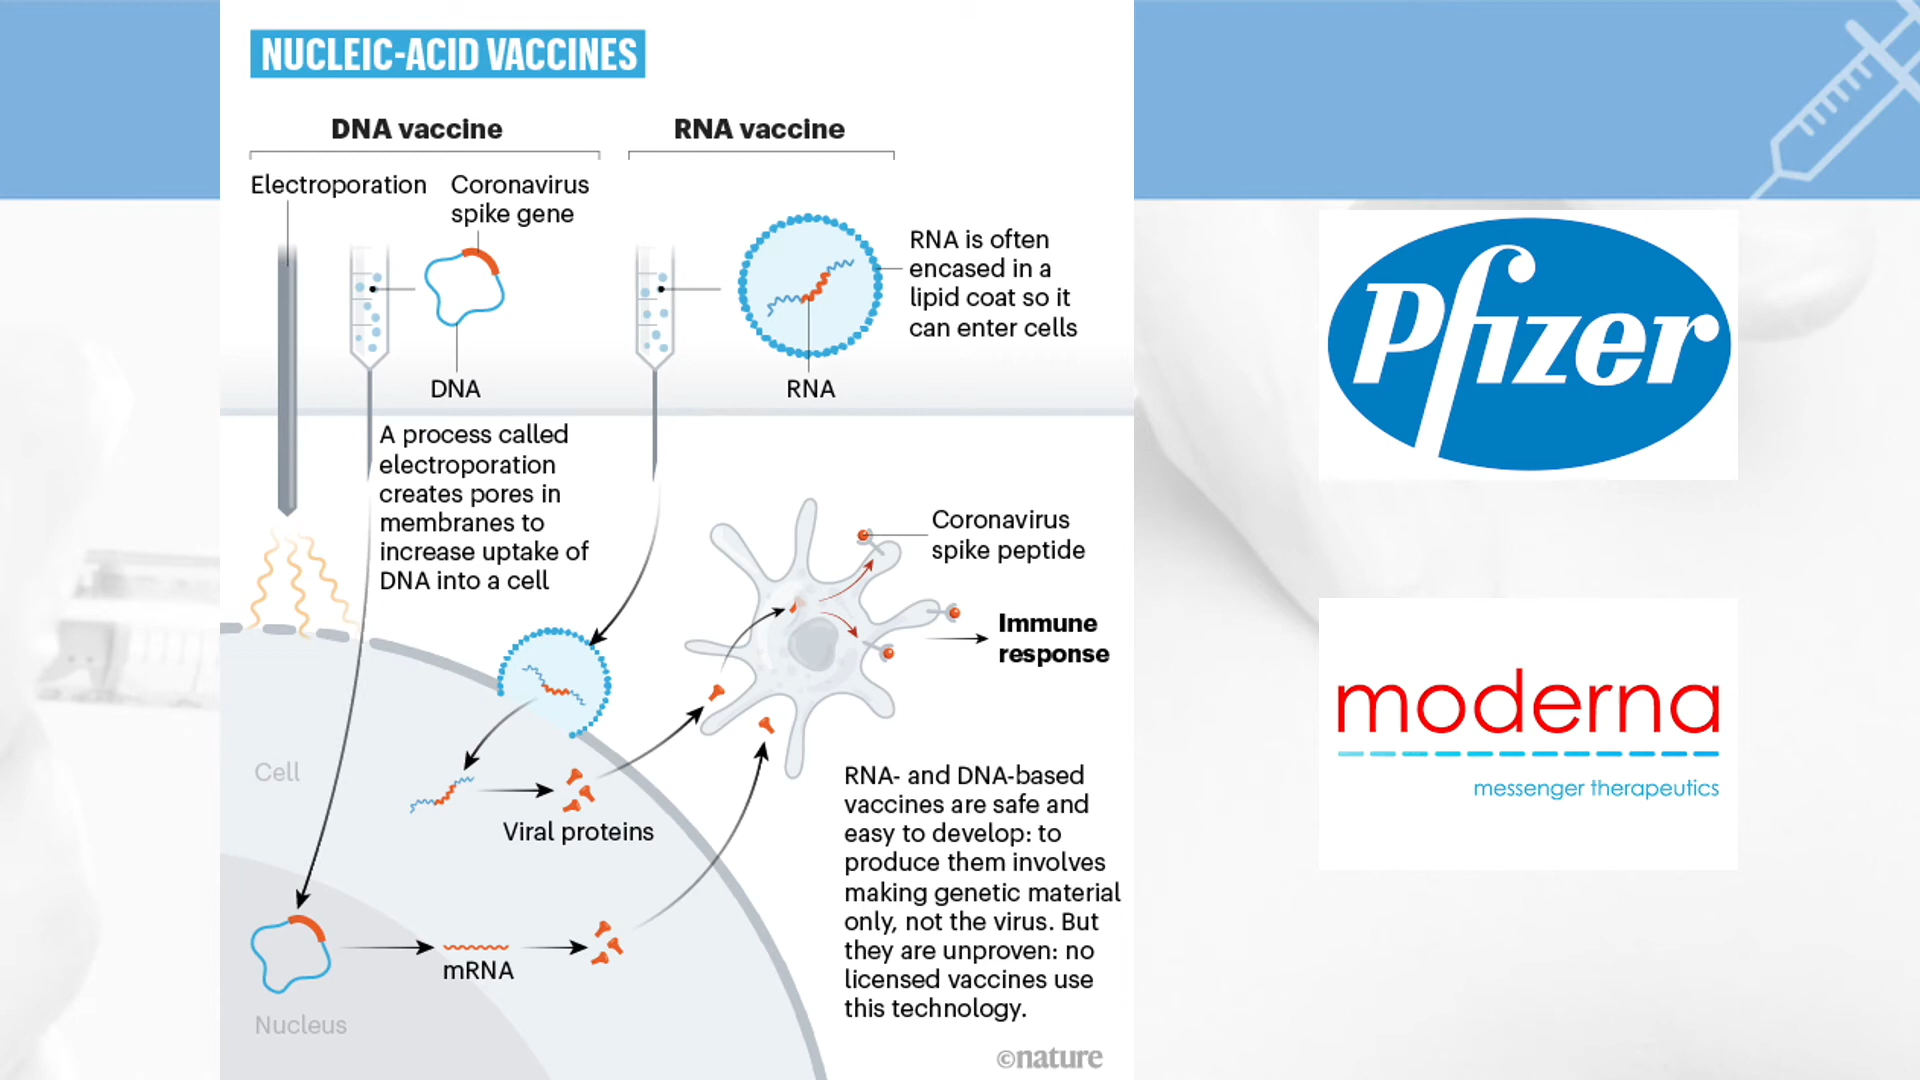 NUCLEIC-ACID VACCINES
DNA vaccine
RNA vaccine
Electroporation
Coronavirus
spike gene
DNA
RNA is often
encased in a
lipid coat so it
can enter cells
RNA
A process called
electroporation
creates pores in
membranes to
increase uptake of
DNA into a cell
Coronavirus
spike peptide
Immune
response
Cell
Viral proteins
mRNA
Nucleus
RNA- and DNA-based
vaccines are safe and
easy to develop: to
produce them involves
making genetic material
only, not the virus. But
they are unproven: no
licensed vaccines use
this technology.
©nature
Pfizer
moderna
messenger therapeutics